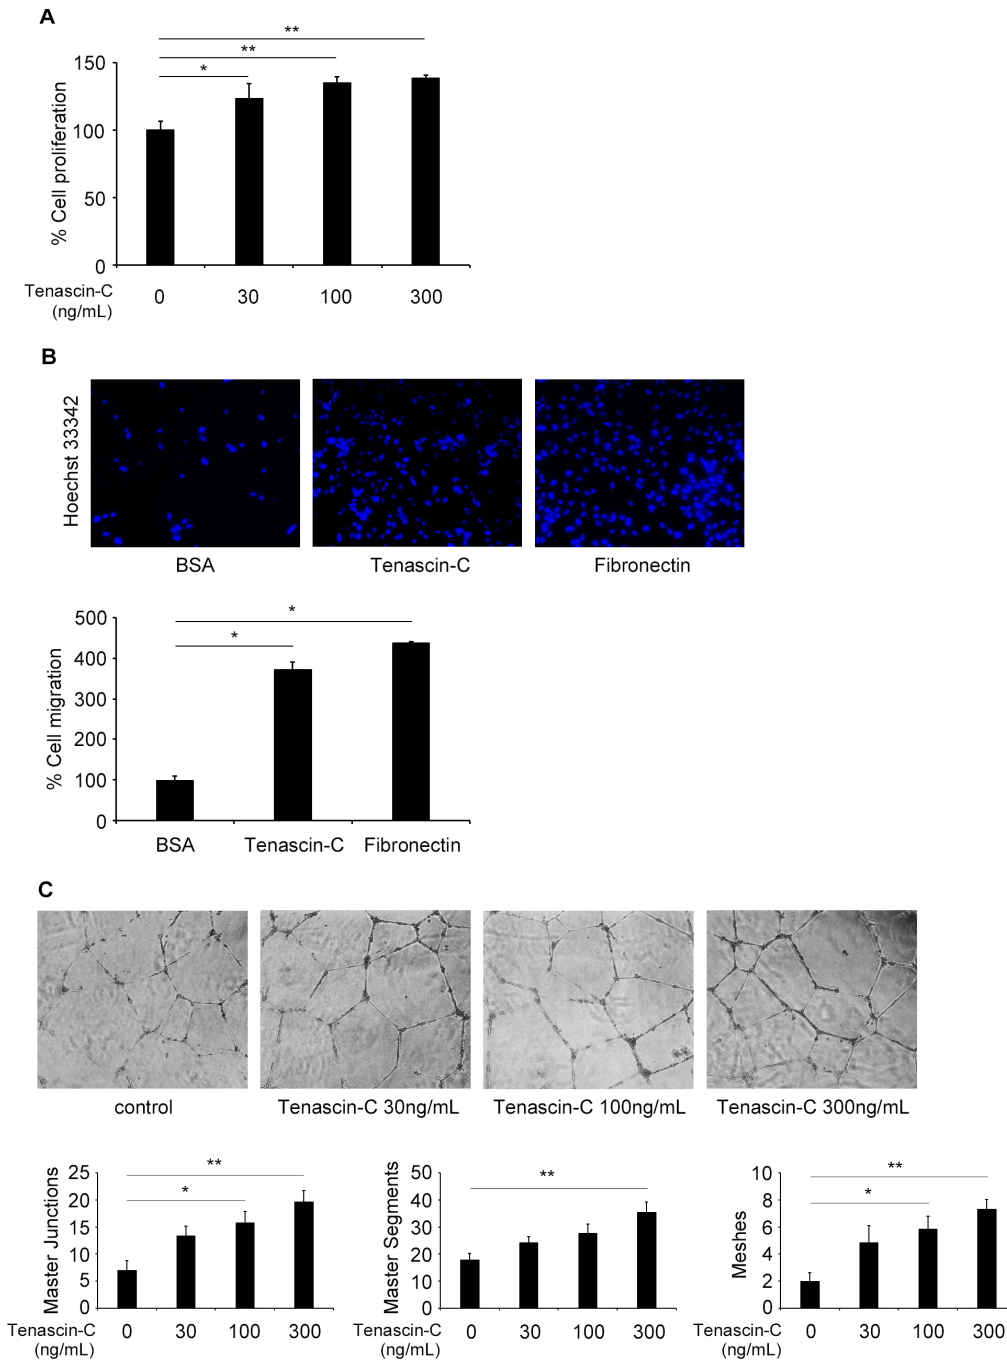 A
**
**
*
150
100
50
0
% Cell proliferation
Tenascin-C
(ng/mL)
0 30 100 300
B
Hoechst 33342
BSA Tenascin-C Fibronectin
*
*
500
400
300
200
100
0
% Cell migration
BSA Tenascin-C Fibronectin
C
control Tenascin-C 30ng/mL Tenascin-C 100ng/mL Tenascin-C 300ng/mL
Master Junctions
25
20
15
10
5
0
**
*
Tenascin-C
(ng/mL)
0 30 100 300
Master Segments
50
40
30
20
10
0
**
Tenascin-C
(ng/mL)
0 30 100 300
Meshes
10
8
6
4
2
0
**
*
Tenascin-C
(ng/mL)
0 30 100 300